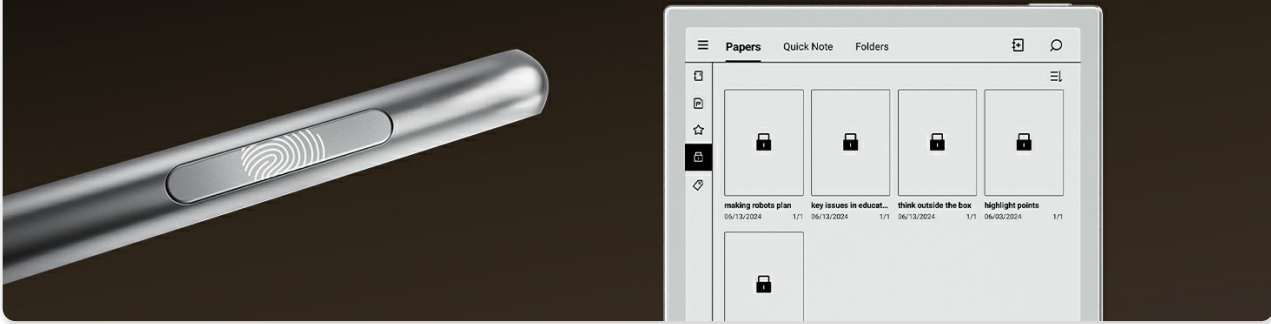 Papers Quick Note Folders
making robots plan
06/13/2024 1/1
key issues in educat...
06/13/2024 1/1
think outside the box
06/13/2024 1/1
highlight points
06/03/2024 1/1